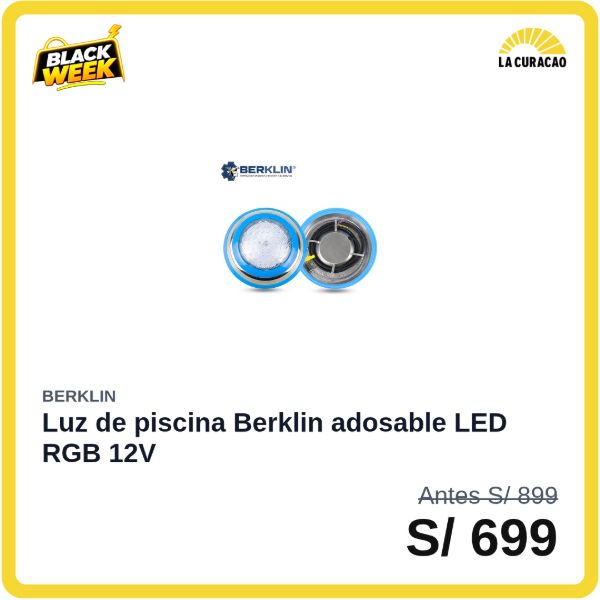 BLACK
WEEK
LA CURACAO
BERKLIN®
BERKLIN
Luz de piscina Berklin adosable LED
RGB 12V
Antes S/ 899
S/ 699